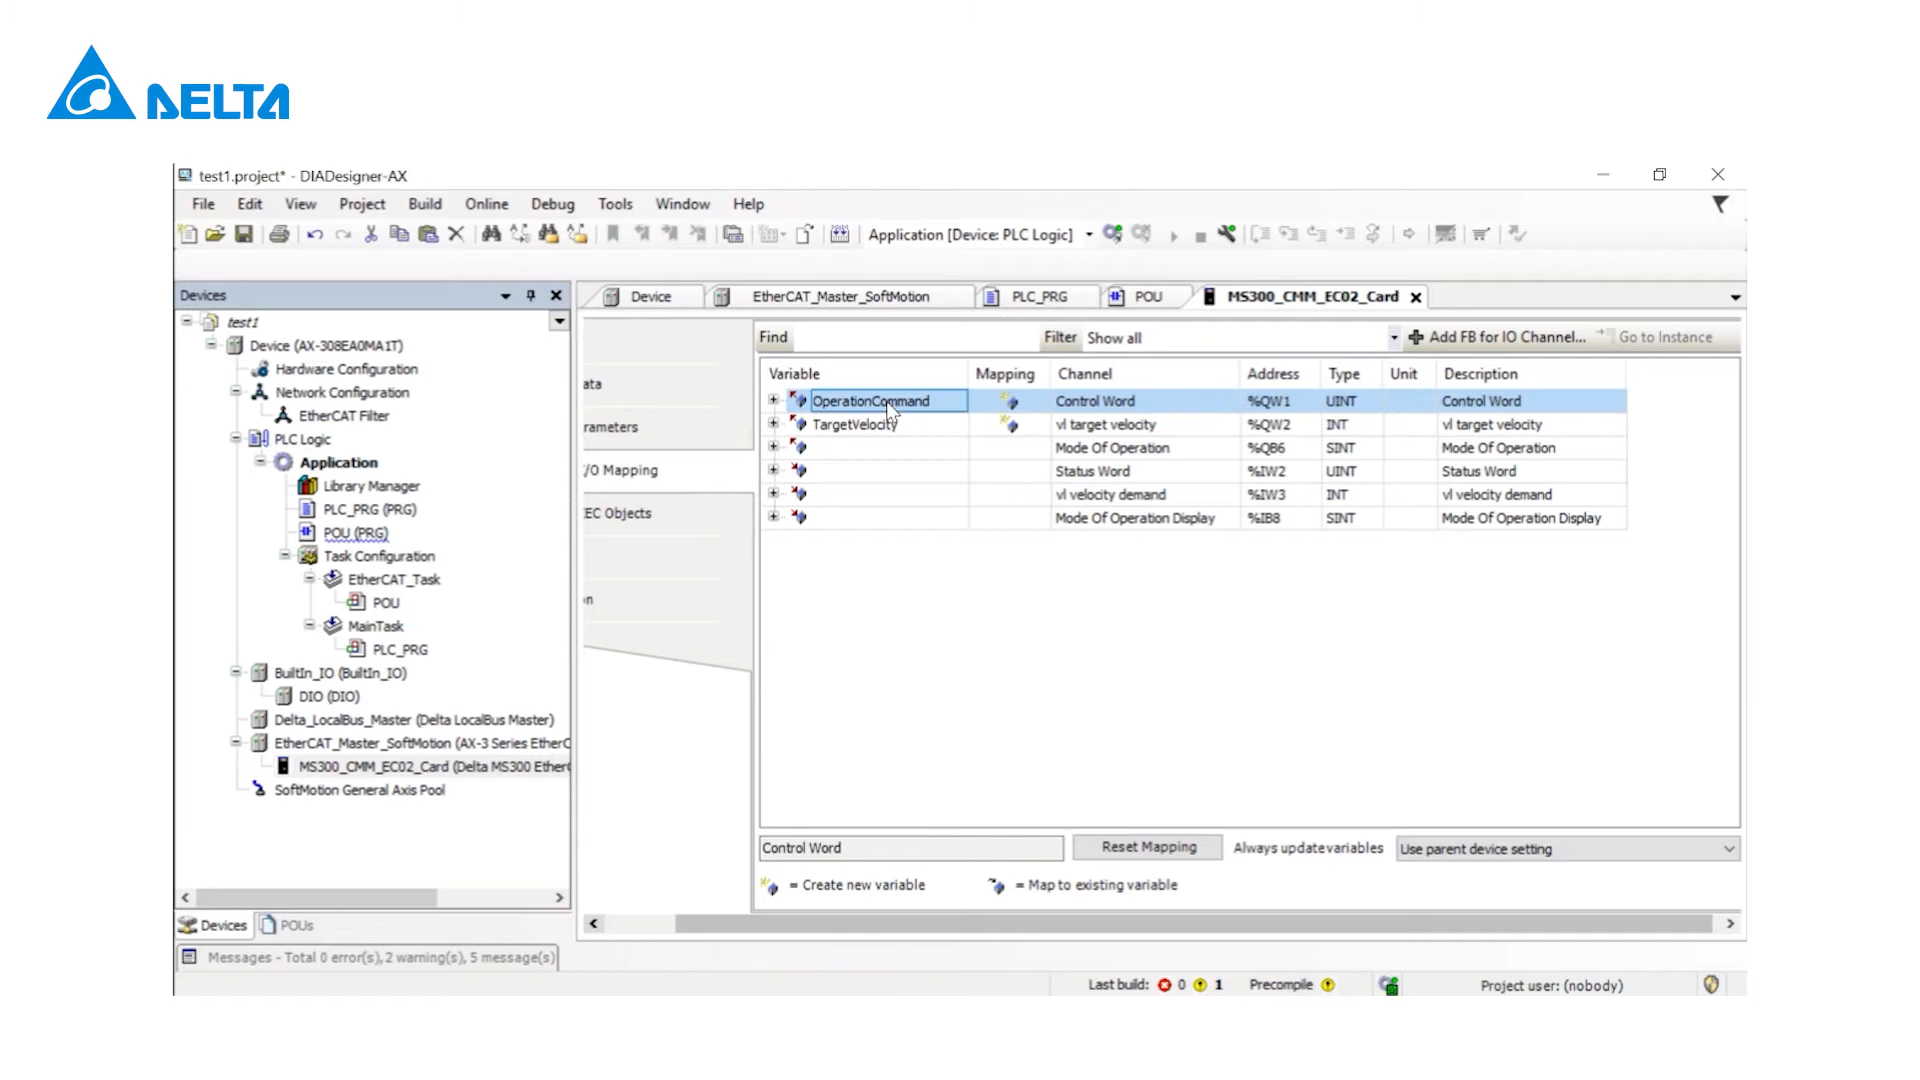 DELTA
test1.project* - DIADesigner-AX
File Edit View Project Build Online Debug Tools Window Help
Application [Device: PLC Logic]
Devices
Device EtherCAT_Master_SoftMotion PLC_PRG POU MS300_CMM_EC02_Card
test1
Device (AX-308EA0MA1T)
Hardware Configuration
Network Configuration
EtherCAT Filter
PLC Logic
Application
Library Manager
PLC_PRG (PRG)
POU (PRG)
Task Configuration
EtherCAT_Task
POU
MainTask
PLC_PRG
BuiltIn_IO (BuiltIn_IO)
DIO (DIO)
Delta_LocalBus_Master (Delta LocalBus Master)
EtherCAT_Master_SoftMotion (AX-3 Series EtherC
MS300_CMM_EC02_Card (Delta MS300 EtherC
SoftMotion General Axis Pool
Devices POUs
ata
rameters
/O Mapping
EC Objects
on
Find Filter Show all Add FB for IO Channel... Go to Instance
Variable Mapping Channel Address Type Unit Description
OperationCommand Control Word %QW1 UINT Control Word
TargetVelocity vl target velocity %QW2 INT vl target velocity
Mode Of Operation %QB6 SINT Mode Of Operation
Status Word %IW2 UINT Status Word
vl velocity demand %IW3 INT vl velocity demand
Mode Of Operation Display %IB8 SINT Mode Of Operation Display
Control Word Reset Mapping Always update variables Use parent device setting
= Create new variable = Map to existing variable
Messages - Total 0 error(s), 2 warning(s), 5 message(s)
Last build: 0 1 Precompile Project user: (nobody)